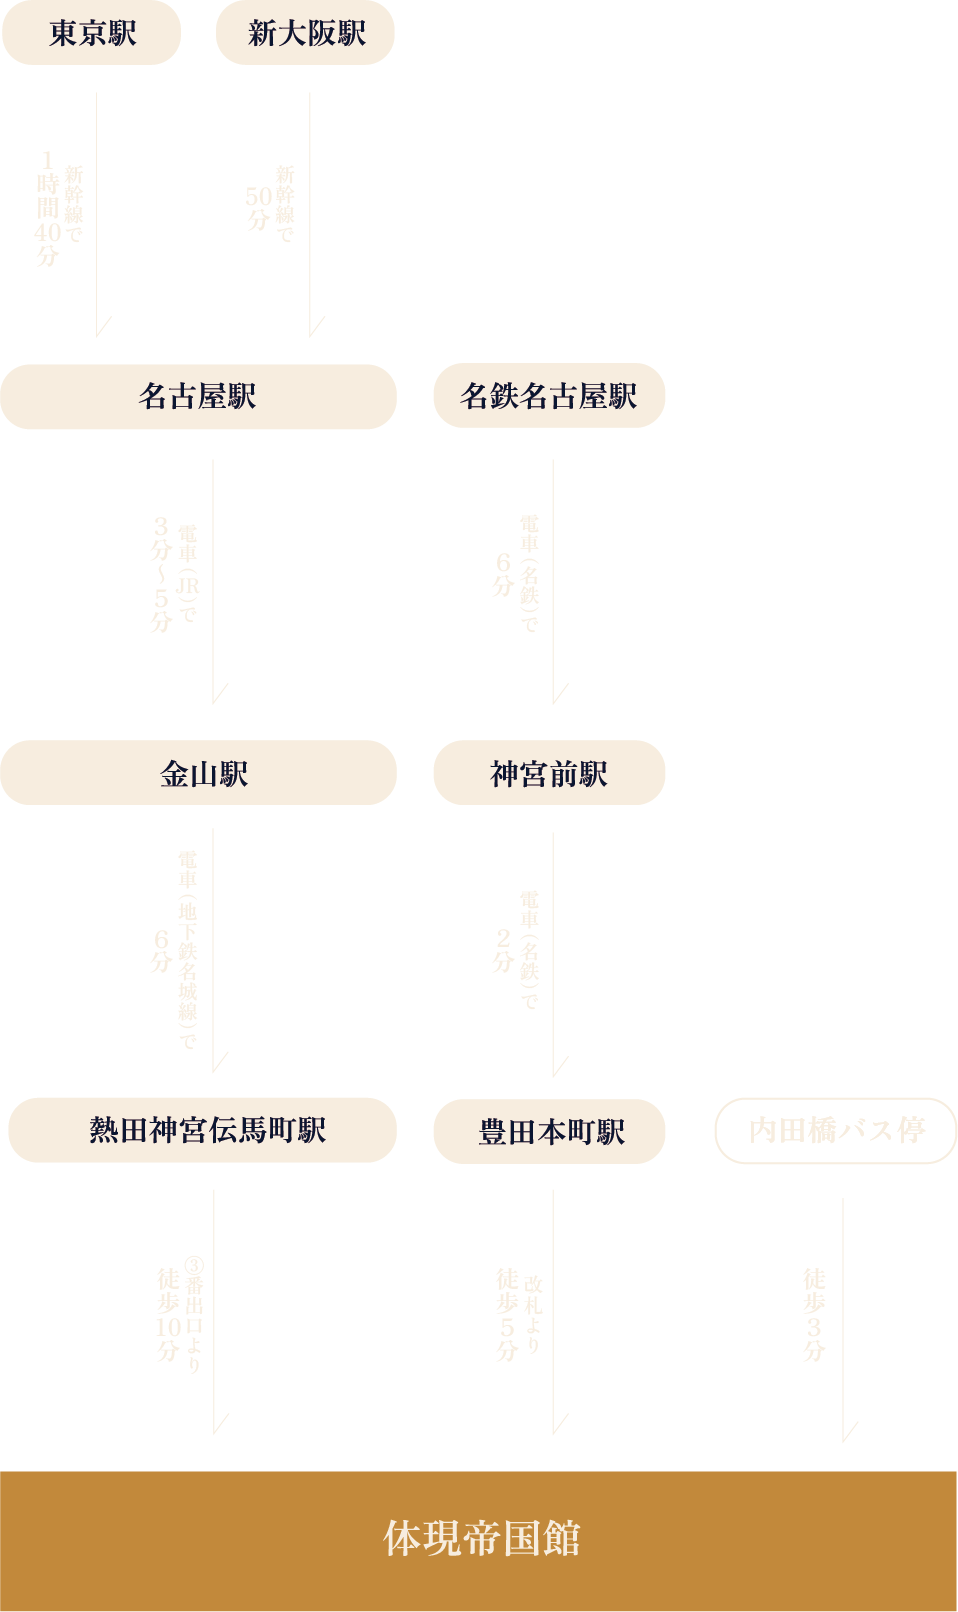 東京駅
新大阪駅
新幹線で
1時間40分
新幹線で
50分
名古屋駅
名鉄名古屋駅
電車(JR)で
3分〜5分
電車(名鉄)で
6分
金山駅
神宮前駅
電車(地下鉄名城線)で
6分
電車(名鉄)で
2分
熱田神宮伝馬町駅
豊田本町駅
内田橋バス停
③番出口より
徒歩10分
改札より
徒歩5分
徒歩3分
体現帝国館